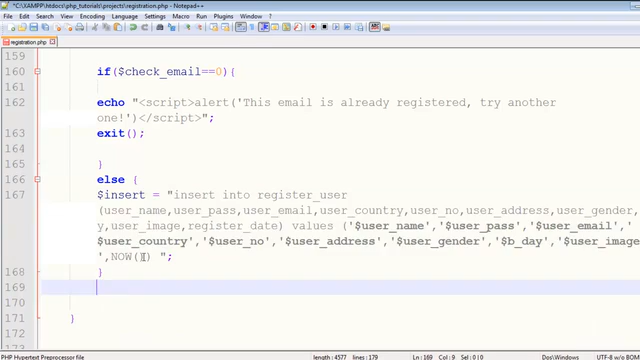 *C:\XAMPP\htdocs\php_tutorials\projects\registration.php - Notepad++
File Edit Search View Encoding Language Settings Macro Run Plugins Window ?
registration.php
159
160 if($check_email==0){
161
162 echo "<script>alert('This email is already registered, try another
one!')</script>";
163 exit();
164
165 }
166 else {
167 $insert = "insert into register_user
(user_name,user_pass,user_email,user_country,user_no,user_address,user_gender,
y,user_image,register_date) values ('$user_name','$user_pass','$user_email','
$user_country','$user_no','$user_address','$user_gender','$b_day','$user_image
',NOW()) ";
168 }
169
170
171 }
172
173
PHP Hypertext Preprocessor file length : 4577 lines : 179 Ln : 169 Col : 9 Sel : 0 | 0 Dos\Windows UTF-8 w/o BOM